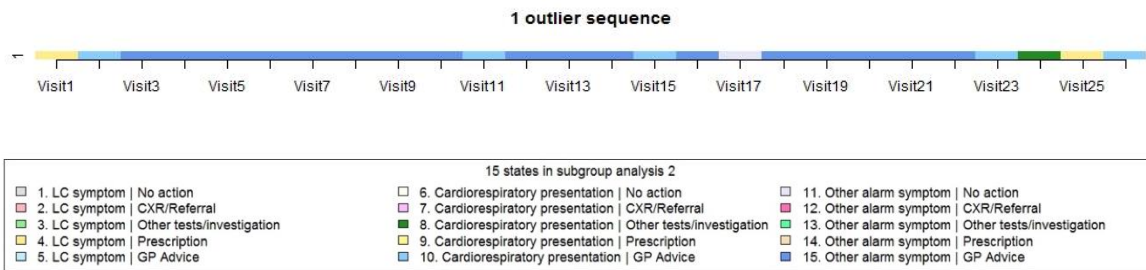 1 outlier sequence
1
Visit1 Visit3 Visit5 Visit7 Visit9 Visit11 Visit13 Visit15 Visit17 Visit19 Visit21 Visit23 Visit25
15 states in subgroup analysis 2
1. LC symptom | No action
2. LC symptom | CXR/Referral
3. LC symptom | Other tests/investigation
4. LC symptom | Prescription
5. LC symptom | GP Advice
6. Cardiorespiratory presentation | No action
7. Cardiorespiratory presentation | CXR/Referral
8. Cardiorespiratory presentation | Other tests/investigation
9. Cardiorespiratory presentation | Prescription
10. Cardiorespiratory presentation | GP Advice
11. Other alarm symptom | No action
12. Other alarm symptom | CXR/Referral
13. Other alarm symptom | Other tests/investigation
14. Other alarm symptom | Prescription
15. Other alarm symptom | GP Advice